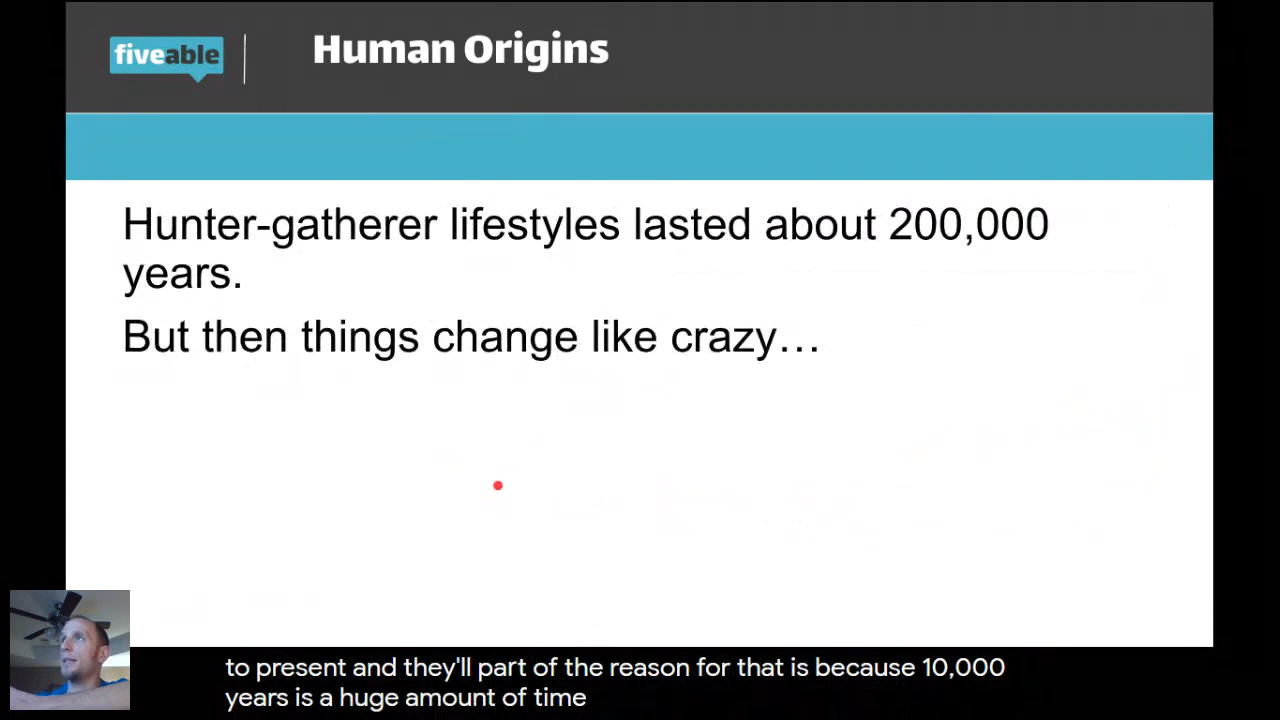 fiveable
Human Origins
Hunter-gatherer lifestyles lasted about 200,000
years.
But then things change like crazy…
to present and they'll part of the reason for that is because 10,000
years is a huge amount of time